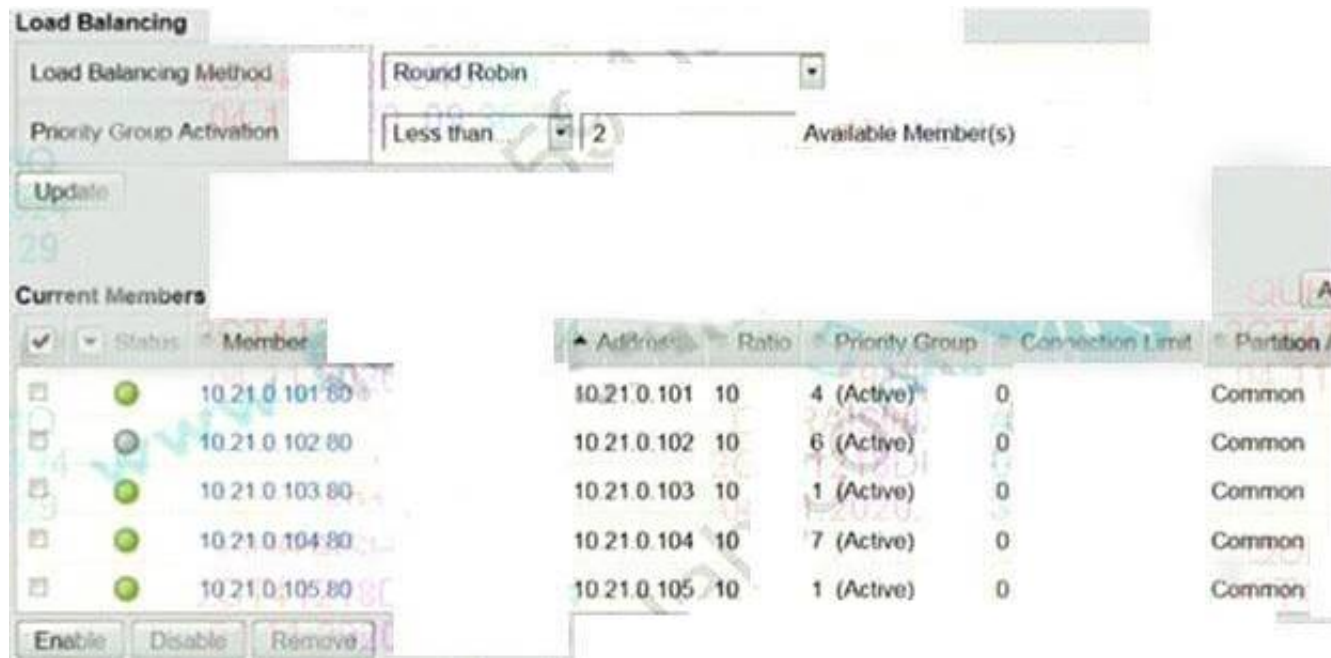 Load Balancing
Load Balancing Method Round Robin
Priority Group Activation Less than... 2 Available Member(s)
Update
29
Current Members A
Status Member Address Ratio Priority Group Connection Limit Partition
10.21.0.101:80 10.21.0.101 10 4 (Active) 0 Common
10.21.0.102:80 10.21.0.102 10 6 (Active) 0 Common
10.21.0.103:80 10.21.0.103 10 1 (Active) 0 Common
10.21.0.104:80 10.21.0.104 10 7 (Active) 0 Common
10.21.0.105:80 10.21.0.105 10 1 (Active) 0 Common
Enable Disable Remove